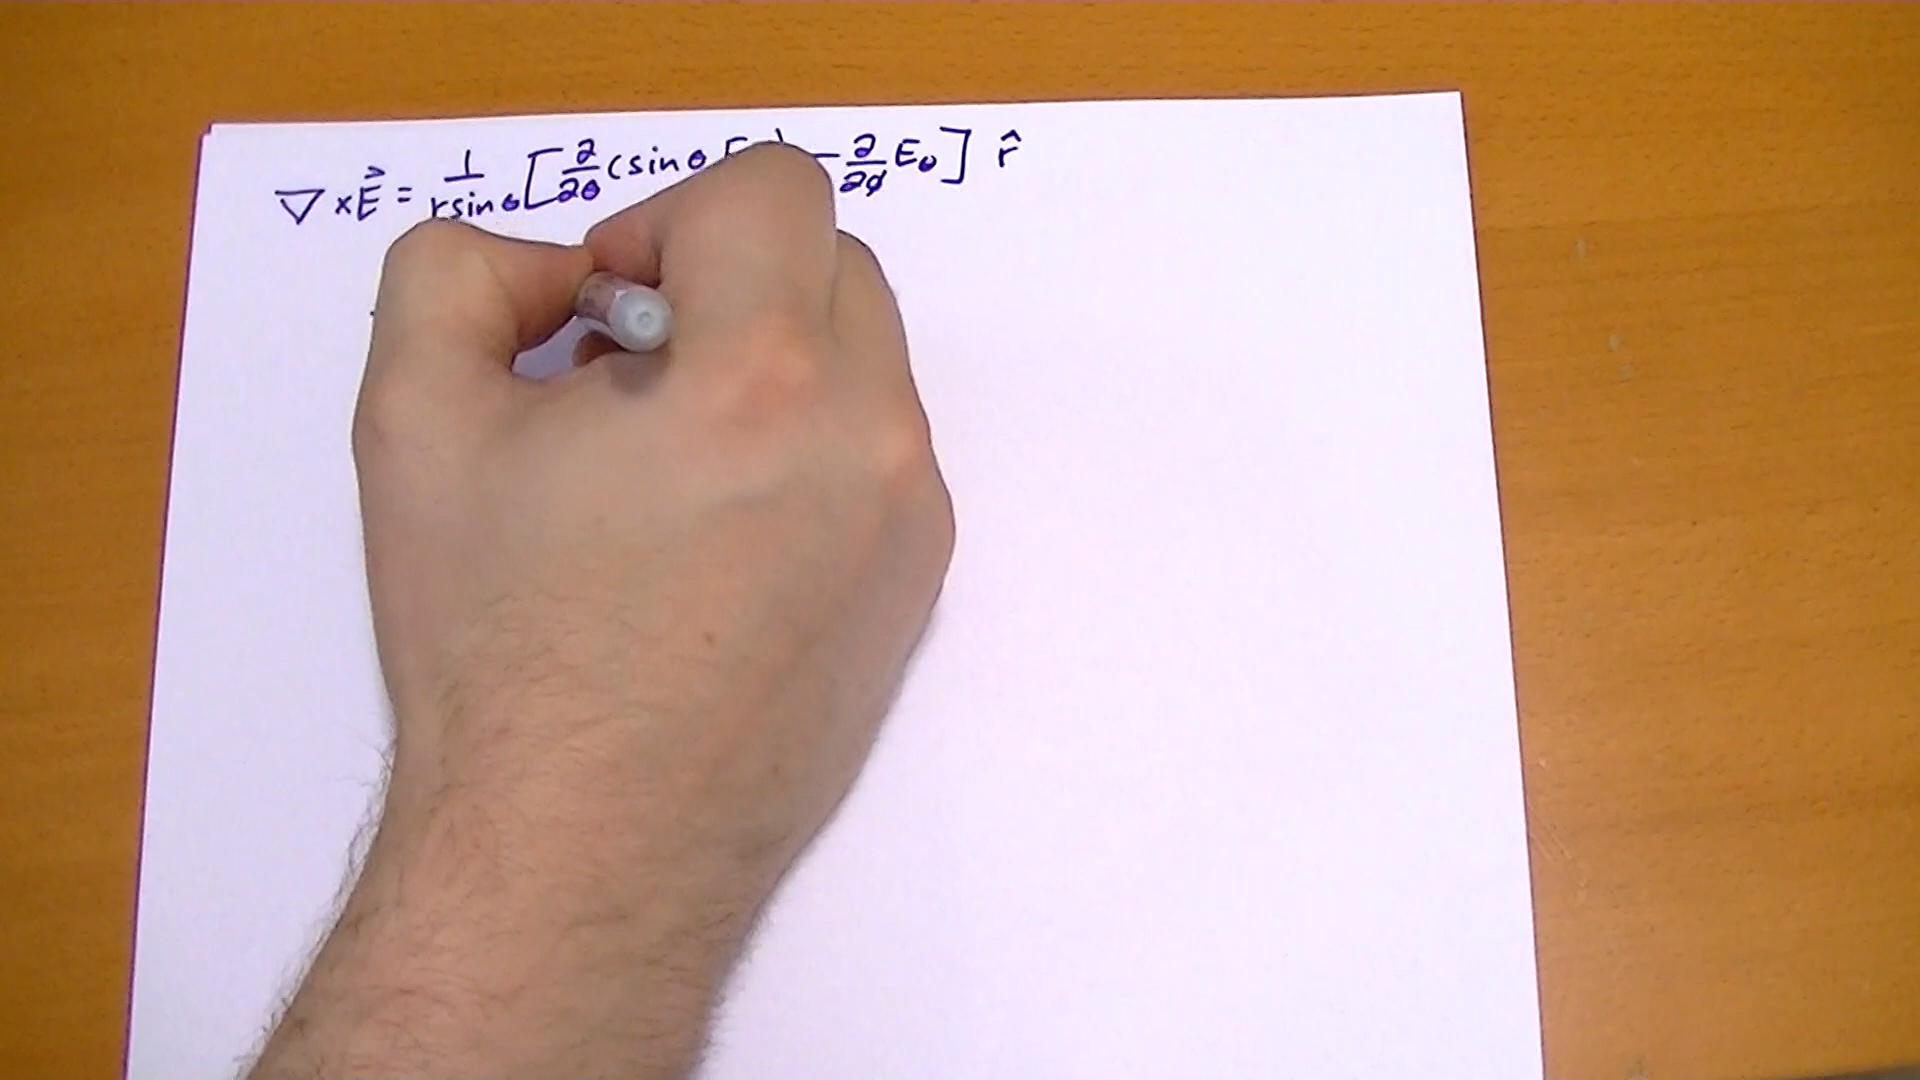 ∇ × E⃗ = 1/(r sin θ) [ ∂/∂θ (sin θ E ) − ∂/∂φ E_θ ] r̂